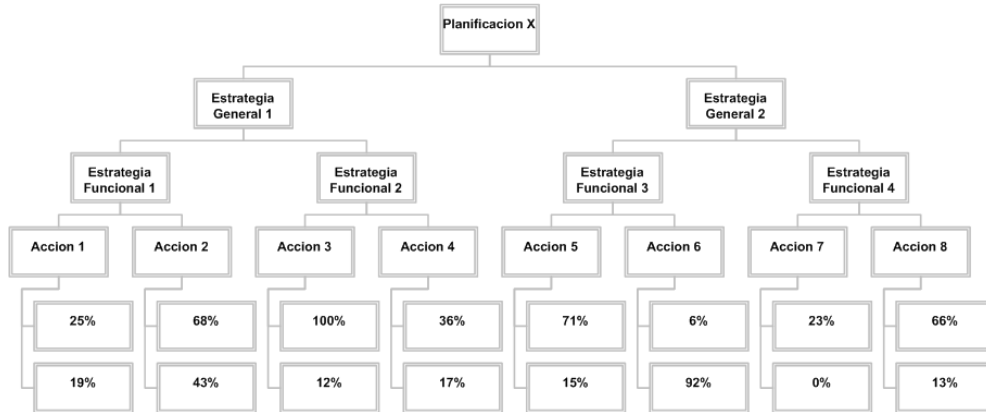 Planificacion X
Estrategia
General 1
Estrategia
General 2
Estrategia
Funcional 1
Estrategia
Funcional 2
Estrategia
Funcional 3
Estrategia
Funcional 4
Accion 1
Accion 2
Accion 3
Accion 4
Accion 5
Accion 6
Accion 7
Accion 8
25%
68%
100%
36%
71%
6%
23%
66%
19%
43%
12%
17%
15%
92%
0%
13%